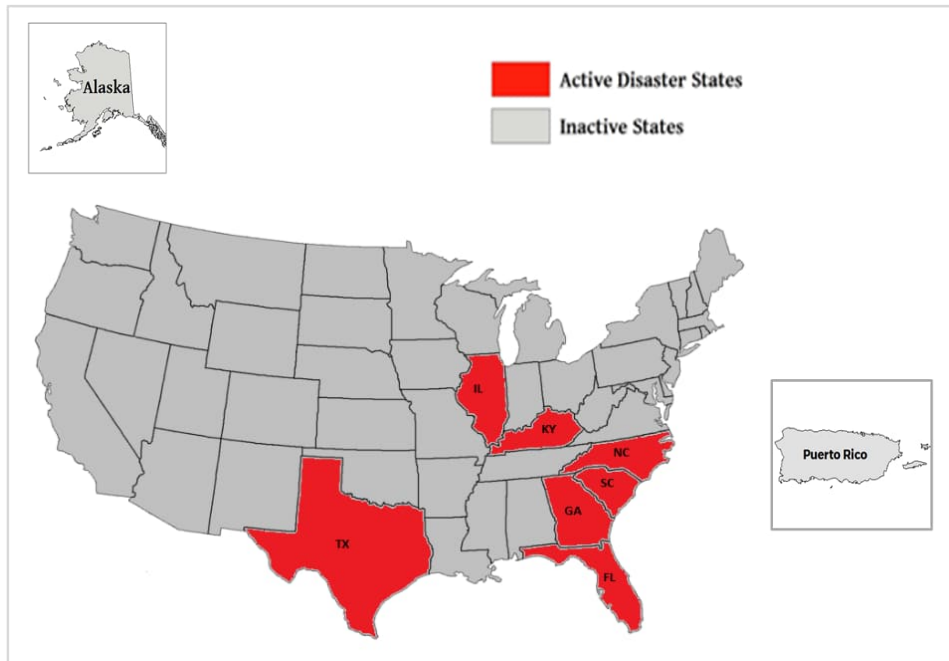 Alaska
Active Disaster States
Inactive States
IL
KY
NC
SC
GA
TX
FL
Puerto Rico